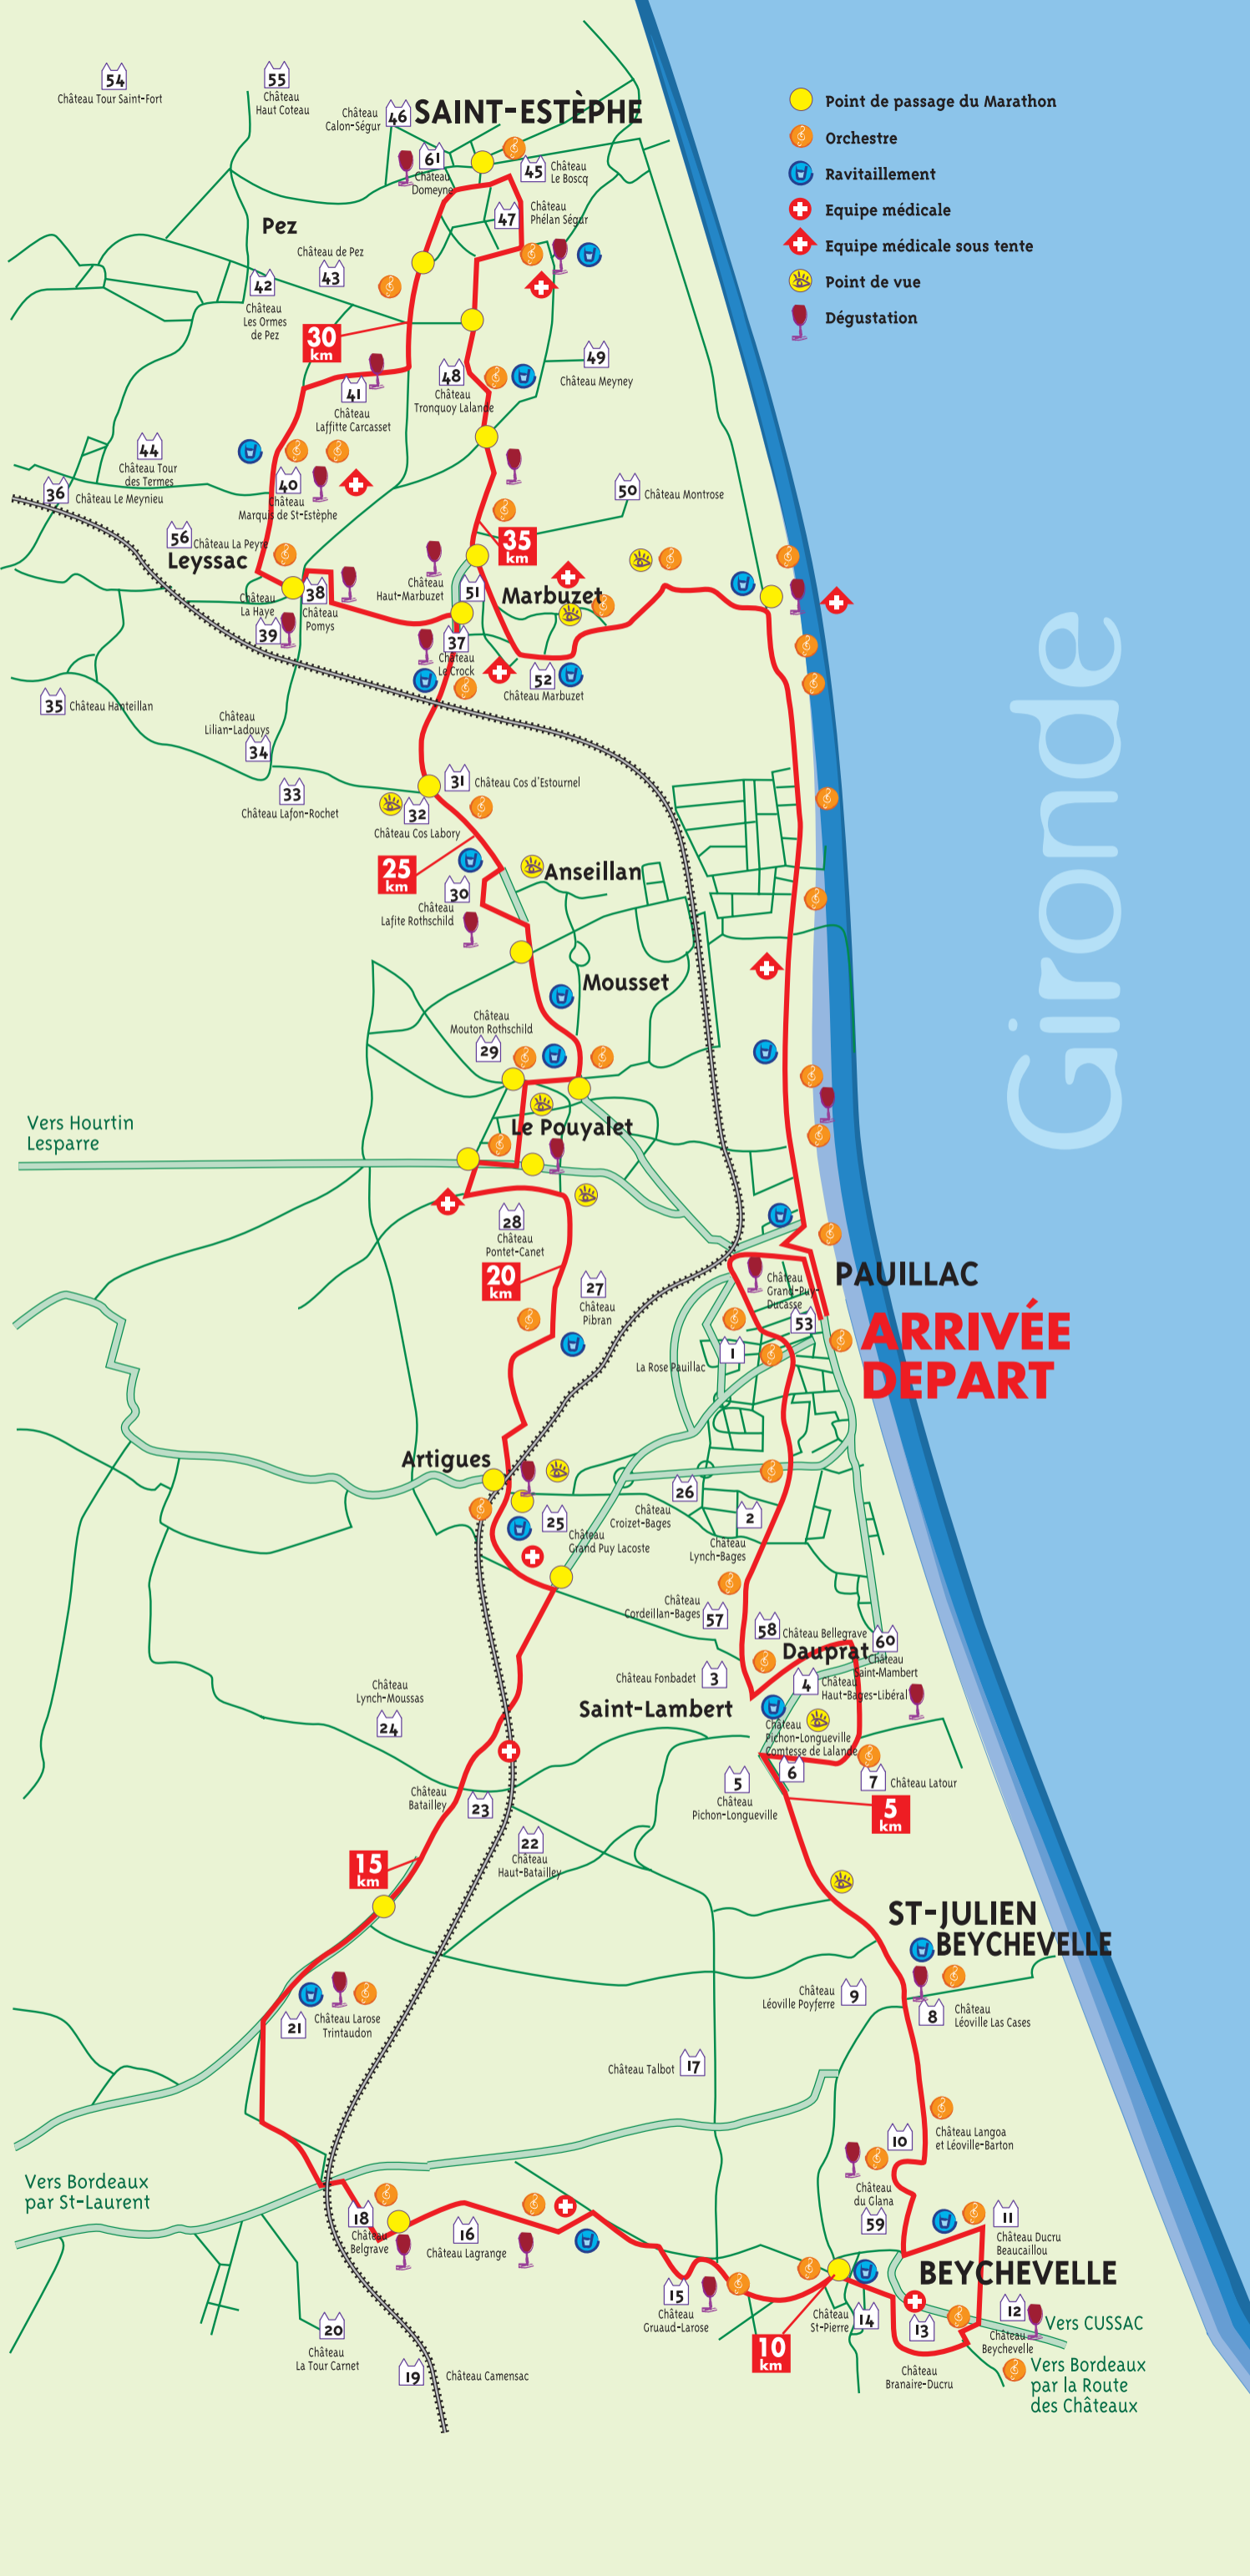 54
Château Tour Saint-Fort
55
Château
Haut Coteau
Château
Calon-Ségur
46
SAINT-ESTÈPHE
61
Château
Domeyne
45
Château
Le Boscq
47
Château
Phélan Ségur
Point de passage du Marathon
Orchestre
Ravitaillement
Equipe médicale
Equipe médicale sous tente
Point de vue
Dégustation
Pez
Château de Pez
43
42
Château
Les Ormes
de Pez
30
km
41
Château
Laffitte Carcasset
48
Château
Tronquoy Lalande
49
Château Meyney
44
Château Tour
des Termes
36
Château Le Meynieu
40
Château
Marquis de St-Estèphe
50
Château Montrose
56
Château La Peyre
Leyssac
35
km
Château
Haut-Marbuzet
51
Marbuzet
Château
La Haye
39
38
Château
Pomys
37
Château
Le Crock
52
Château Marbuzet
35
Château Hanteillan
Château
Lilian-Ladouys
34
33
Château Lafon-Rochet
31
Château Cos d'Estournel
32
Château Cos Labory
25
km
Anseillan
30
Château
Lafite Rothschild
Gironde
Mousset
Château
Mouton Rothschild
29
Vers Hourtin
Lesparre
Le Pouyalet
28
Château
Pontet-Canet
20
km
27
Château
Pibran
PAUILLAC
ARRIVÉE
DEPART
Château
Grand-Puy-
Ducasse
53
1
La Rose Pauillac
Artigues
26
Château
Croizet-Bages
25
Château
Grand Puy Lacoste
2
Château
Lynch-Bages
Château
Cordeillan-Bages
57
58
Château Bellegrave
60
Château
Saint-Mambert
Dauprat
Château Fonbadet
3
4
Château
Haut-Bages-Libéral
Saint-Lambert
Château
Pichon-Longueville
Comtesse de Lalande
6
5
Château
Pichon-Longueville
7
Château Latour
5
km
Château
Lynch-Moussas
24
Château
Batailley
23
22
Château
Haut-Batailley
15
km
ST-JULIEN
BEYCHEVELLE
Château
Léoville Poyferre
9
8
Château
Léoville Las Cases
21
Château Larose
Trintaudon
Château Talbot
17
10
Château Langoa
et Léoville-Barton
Château
du Glana
59
Vers Bordeaux
par St-Laurent
18
Château
Belgrave
16
Château Lagrange
11
Château Ducru
Beaucaillou
BEYCHEVELLE
15
Château
Gruaud-Larose
Château
St-Pierre
14
13
Château
Branaire-Ducru
12
Château
Beychevelle
Vers CUSSAC
10
km
Vers Bordeaux
par la Route
des Châteaux
20
Château
La Tour Carnet
19
Château Camensac